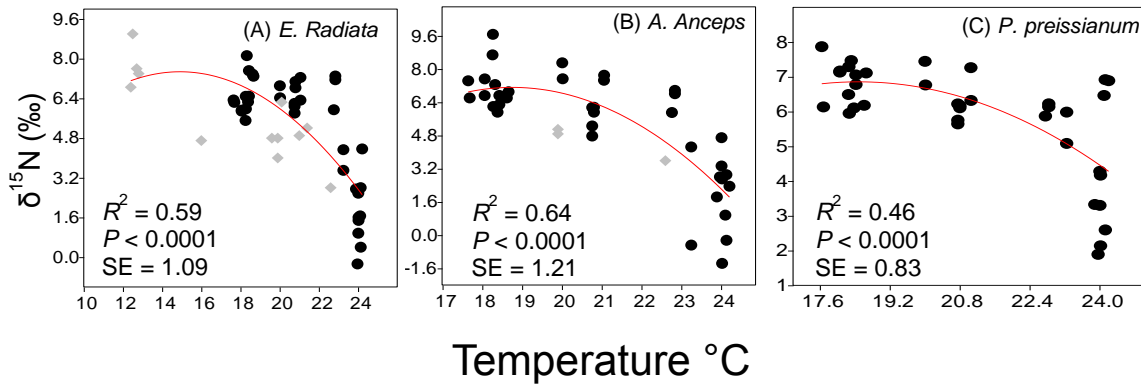 (A) E. Radiata
9.6
8.0
6.4
4.8
3.2
1.6
0.0
R² = 0.59
P < 0.0001
SE = 1.09
10 12 14 16 18 20 22 24
(B) A. Anceps
9.6
8.0
6.4
4.8
3.2
1.6
0.0
-1.6
R² = 0.64
P < 0.0001
SE = 1.21
17 18 19 20 21 22 23 24
(C) P. preissianum
8
7
6
5
4
3
2
1
R² = 0.46
P < 0.0001
SE = 0.83
17.6 19.2 20.8 22.4 24.0
δ¹⁵N (‰)
Temperature °C